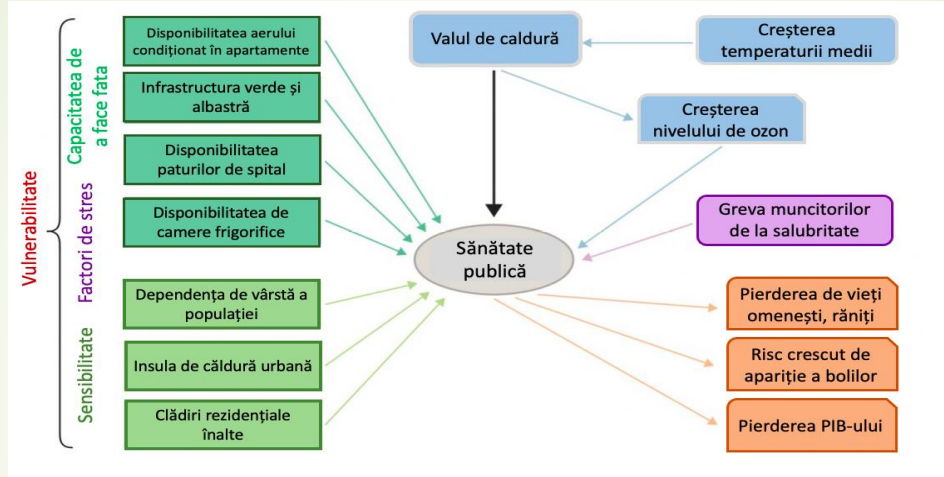 Vulnerabilitate
Capacitatea de
a face fata
Factori de stres
Sensibilitate
Disponibilitatea aerului
condiționat în apartamente
Infrastructura verde și
albastră
Disponibilitatea
paturilor de spital
Disponibilitatea de
camere frigorifice
Dependența de vârstă a
populației
Insula de căldură urbană
Clădiri rezidențiale
înalte
Valul de caldură
Creșterea
temperaturii medii
Creșterea
nivelului de ozon
Greva muncitorilor
de la salubritate
Sănătate
publică
Pierderea de vieți
omenești, răniți
Risc crescut de
apariție a bolilor
Pierderea PIB-ului